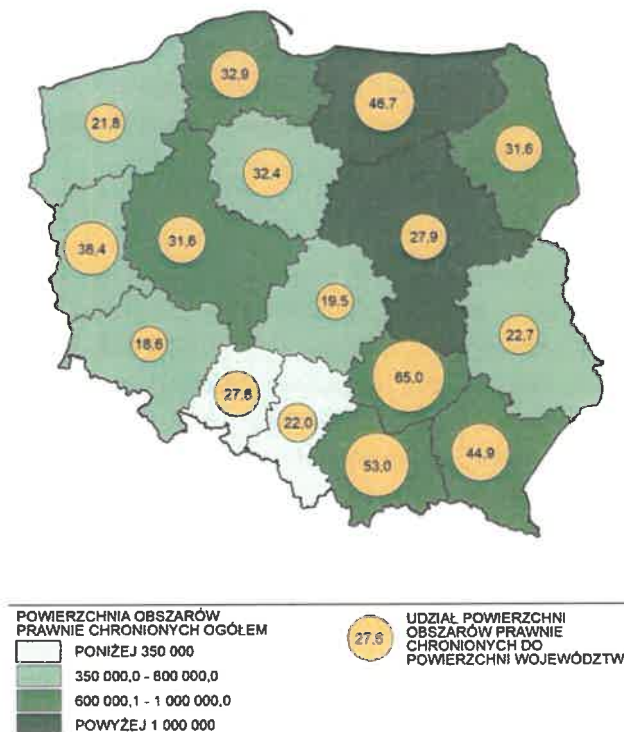 32,9
46,7
21,8
31,6
32,4
38,4
31,6
27,9
19,5
22,7
18,6
65,0
27,6
22,0
44,9
53,0
POWIERZCHNIA OBSZARÓW
PRAWNIE CHRONIONYCH OGÓŁEM
PONIŻEJ 350 000
350 000,0 - 600 000,0
600 000,1 - 1 000 000,0
POWYŻEJ 1 000 000
27,6
UDZIAŁ POWIERZCHNI
OBSZARÓW PRAWNIE
CHRONIONYCH DO
POWIERZCHNI WOJEWÓDZTW